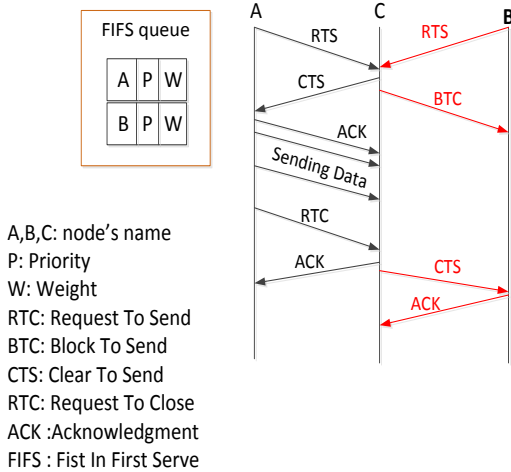 FIFS queue
A P W
B P W
A C B
RTS RTS
CTS
BTC
ACK
Sending Data
RTC
ACK
CTS
ACK
A,B,C: node's name
P: Priority
W: Weight
RTC: Request To Send
BTC: Block To Send
CTS: Clear To Send
RTC: Request To Close
ACK :Acknowledgment
FIFS : Fist In First Serve